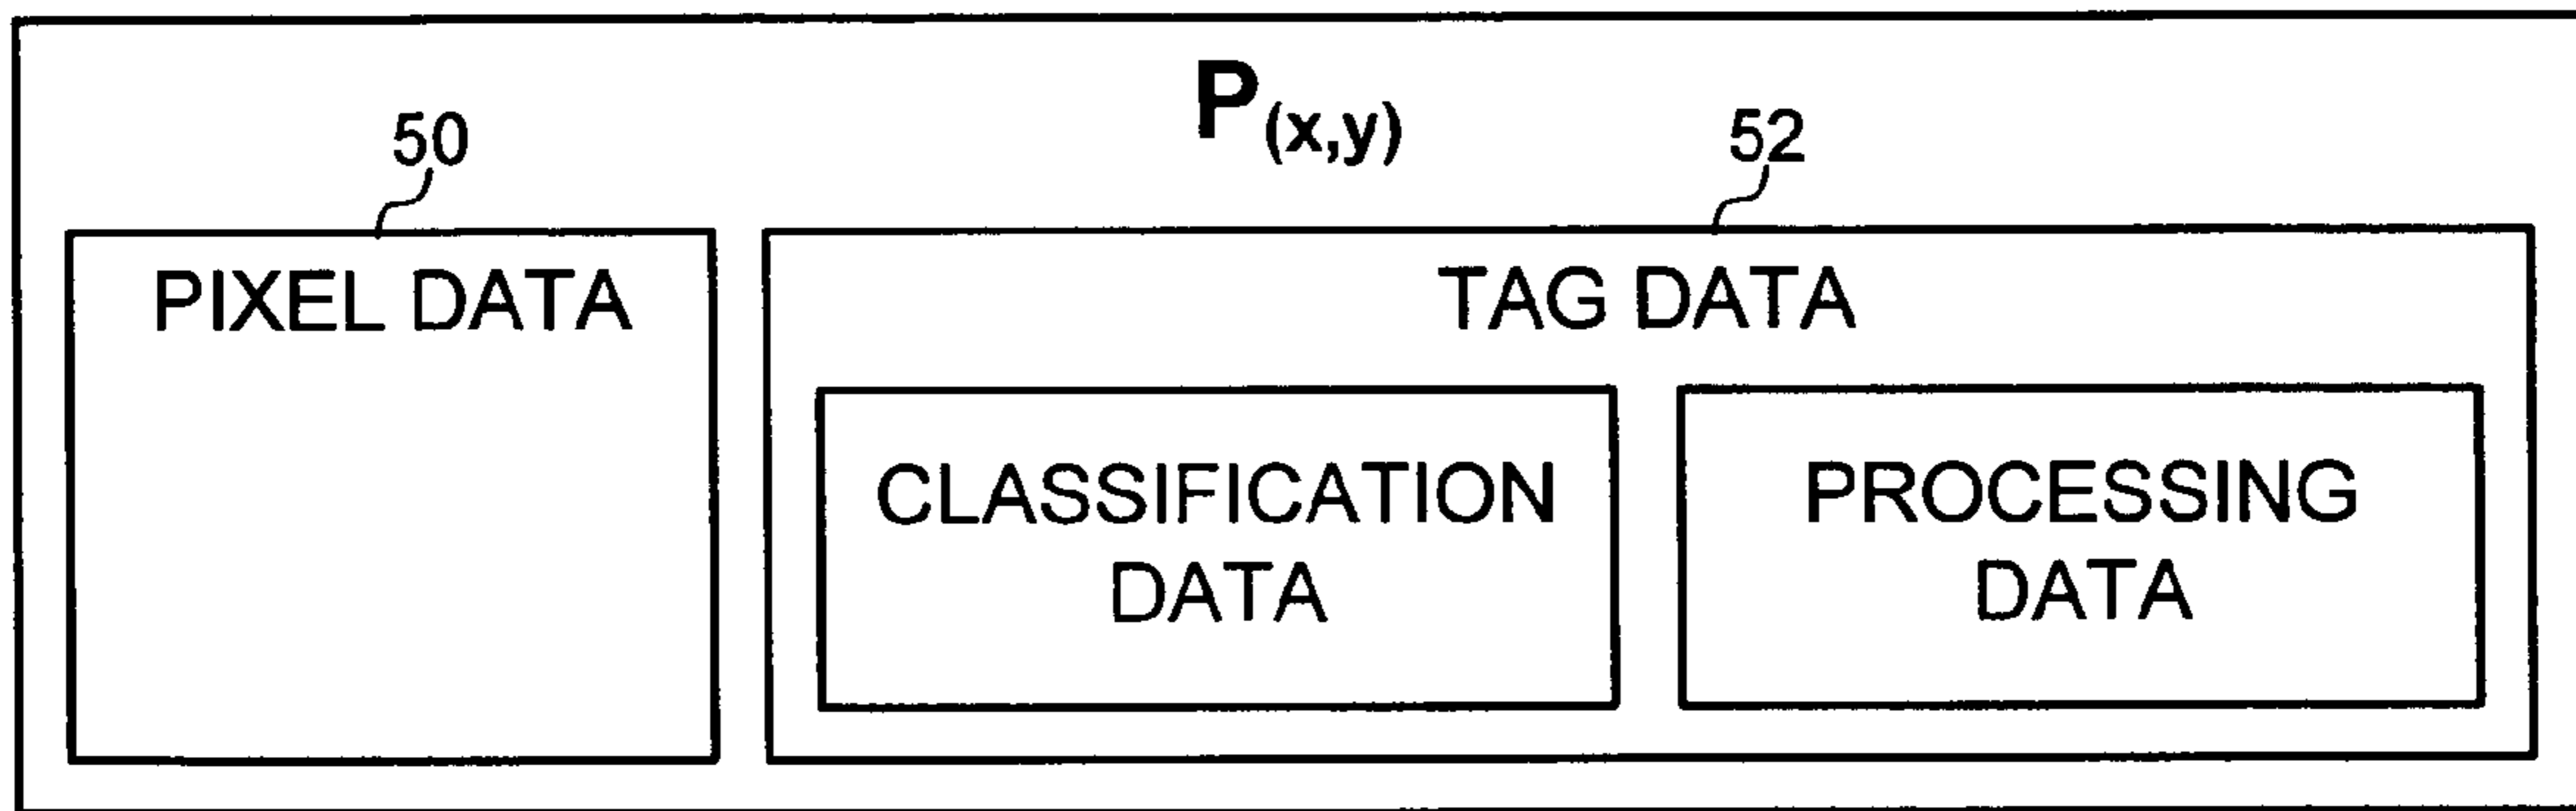 P(x,y)
50
52
PIXEL DATA
TAG DATA
CLASSIFICATION
DATA
PROCESSING
DATA